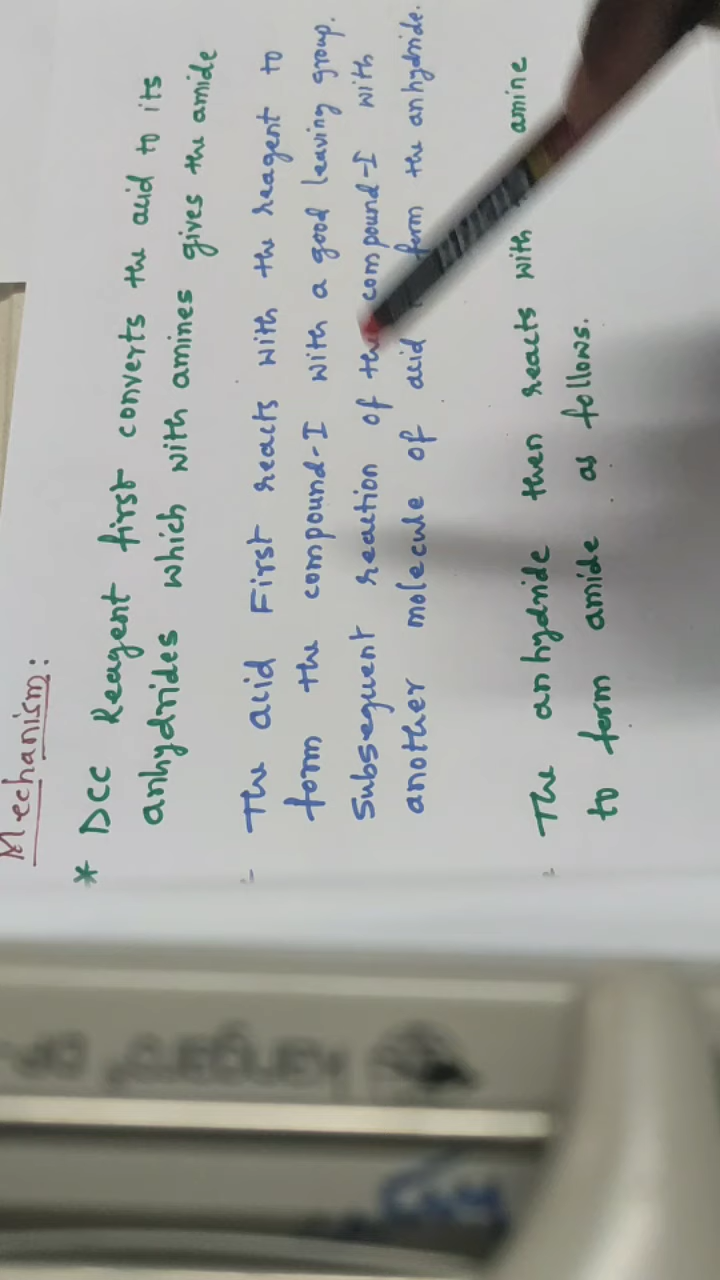 Mechanism:
* DCC Reagent first converts the acid to its
anhydrides which with amines gives the amide
The acid First reacts with the reagent to
form the compound-I with a good leaving group.
Subsequent reaction of the compound-I with
another molecule of acid form the anhydride.
The anhydride then reacts with amine
to form amide as follows.
kangaro